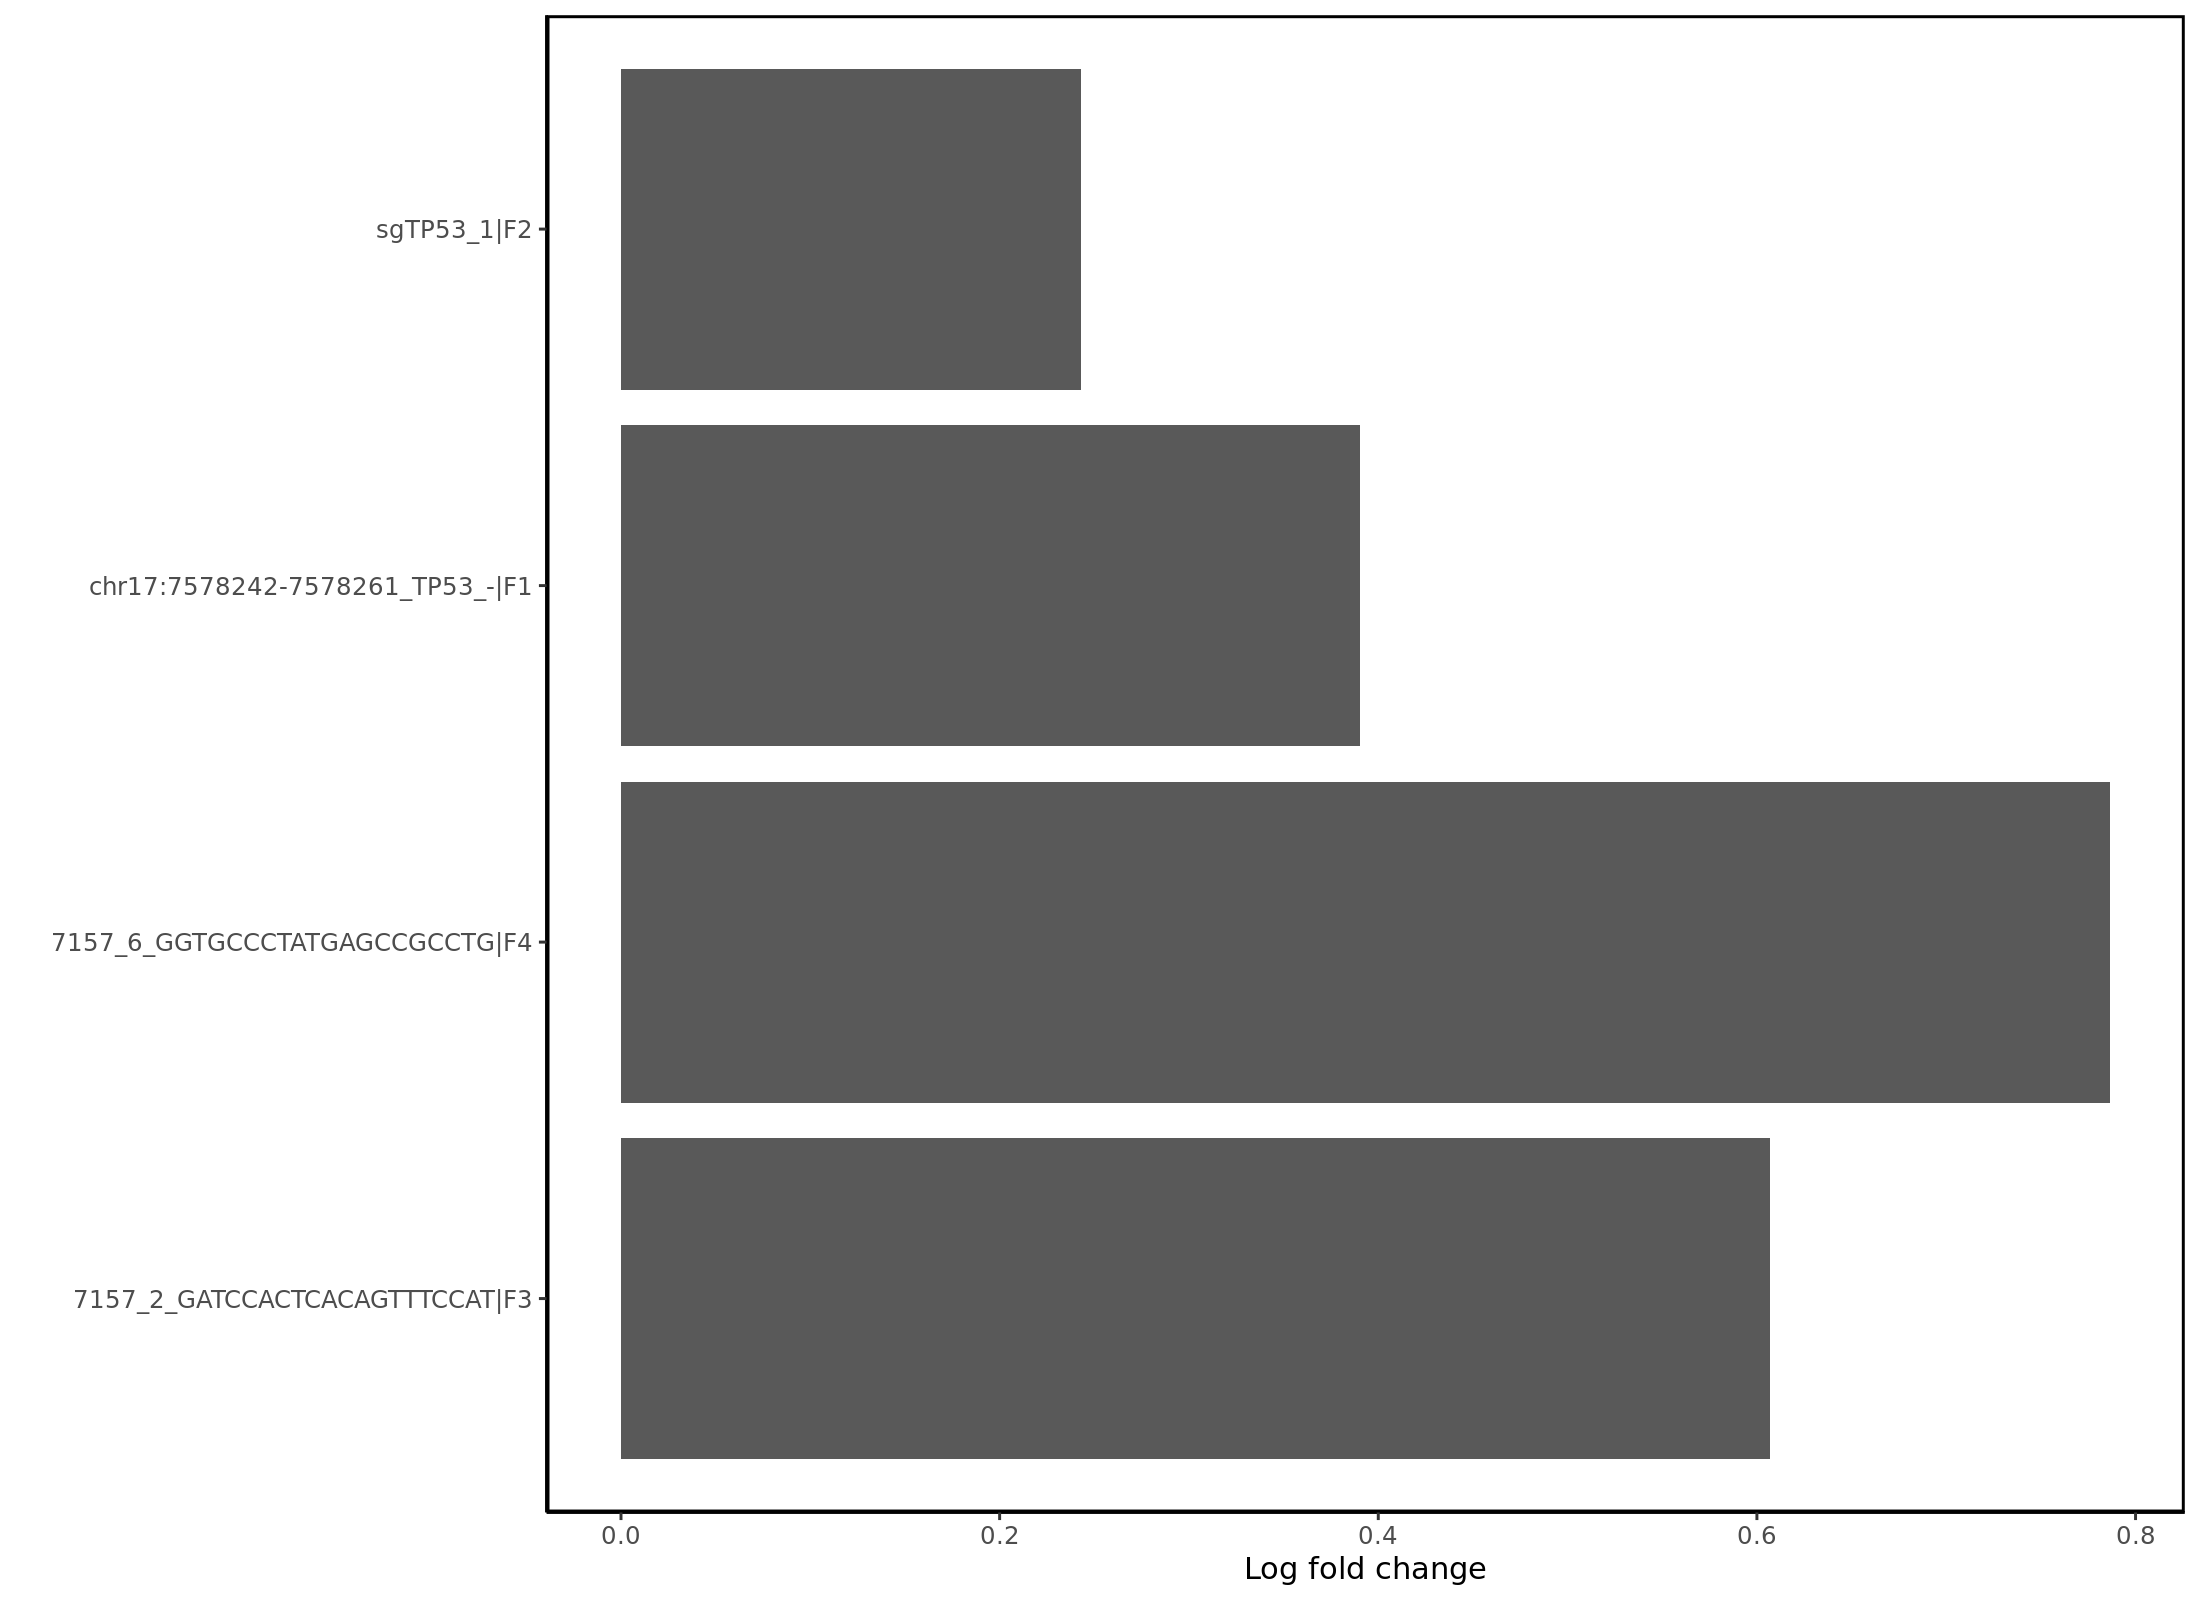 sgTP53_1|F2
chr17:7578242-7578261_TP53_-|F1
7157_6_GGTGCCCTATGAGCCGCCTG|F4
7157_2_GATCCACTCACAGTTTCCAT|F3
0.0 0.2 0.4 0.6 0.8
Log fold change